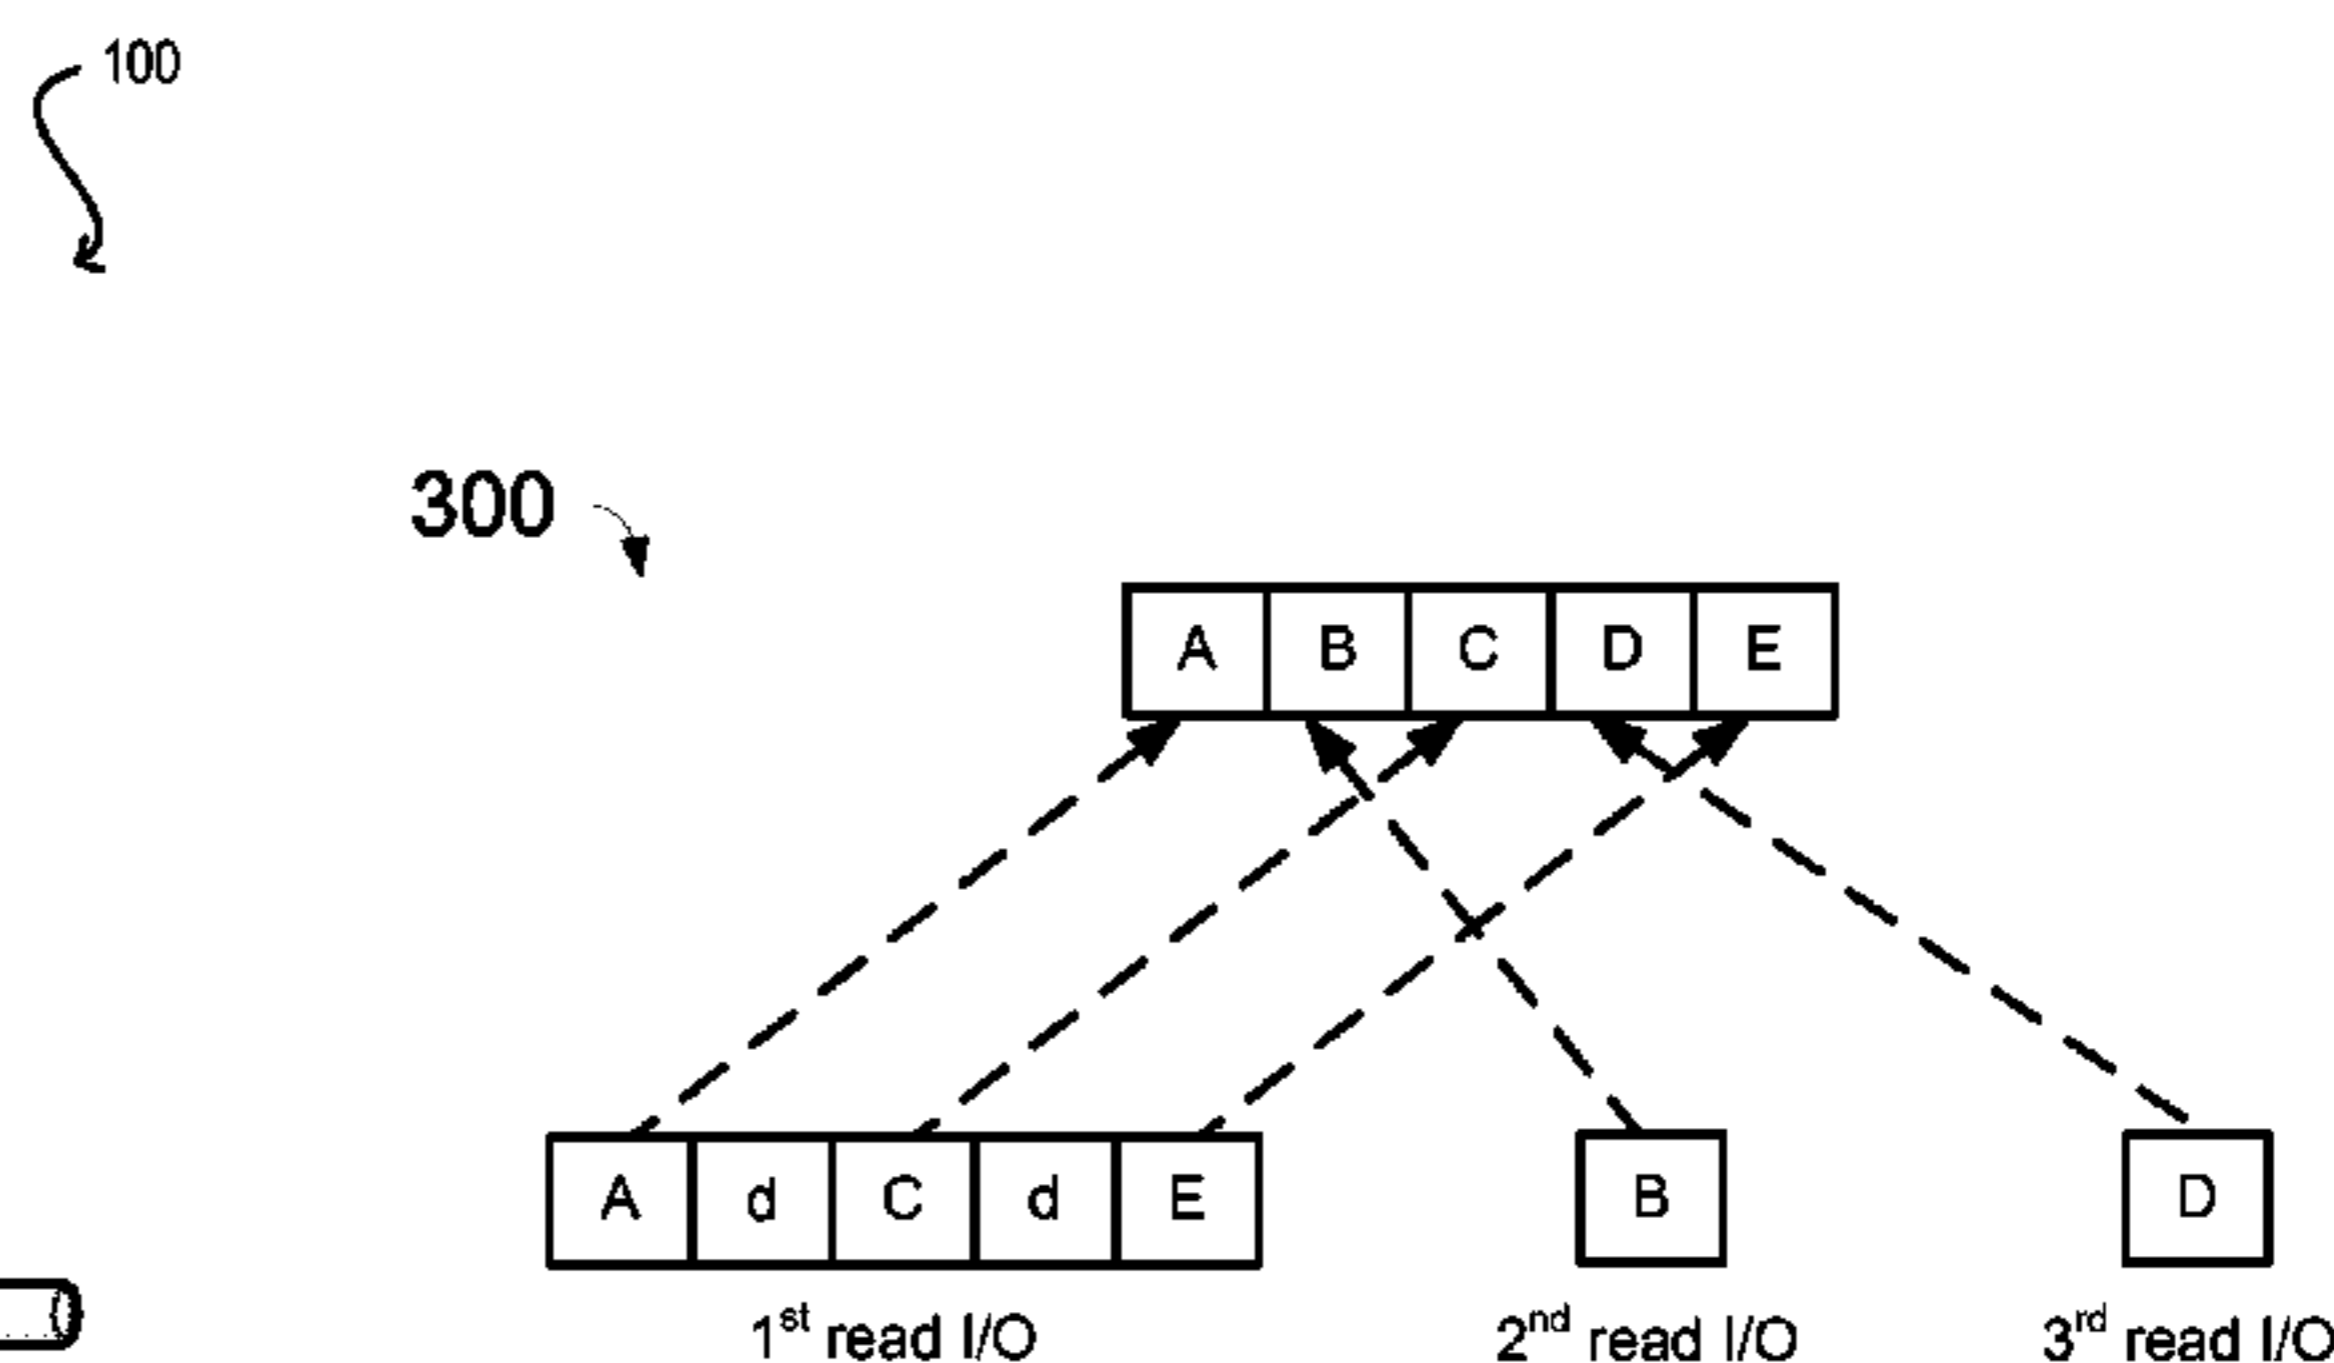 100
300
A B C D E
A d C d E B D
1st read I/O 2nd read I/O 3rd read I/O